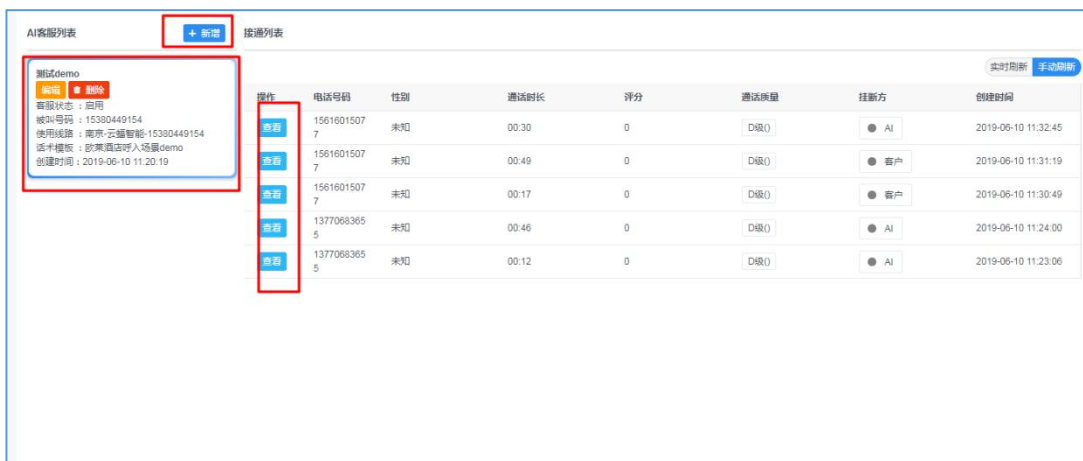 AI客服列表
+ 新增
接通列表
测试demo
编辑 删除
客服状态 ：启用
被叫号码 ：15380449154
使用线路 ：南京-云蝠智能-15380449154
话术模板 ：欧莱酒店呼入场景demo
创建时间：2019-06-10 11:20:19
实时刷新 手动刷新
操作 电话号码 性别 通话时长 评分 通话质量 挂断方 创建时间
查看 1561601507 未知 00:30 0 D级() AI 2019-06-10 11:32:45
7
查看 1561601507 未知 00:49 0 D级() 客户 2019-06-10 11:31:19
7
查看 1561601507 未知 00:17 0 D级() 客户 2019-06-10 11:30:49
7
查看 1377068365 未知 00:46 0 D级() AI 2019-06-10 11:24:00
5
查看 1377068365 未知 00:12 0 D级() AI 2019-06-10 11:23:06
5